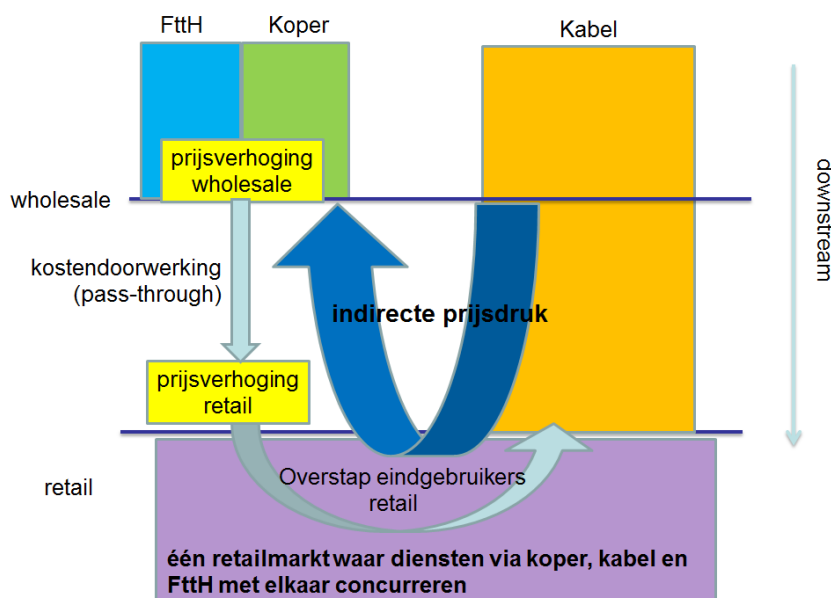 FttH
Koper
Kabel
prijsverhoging
wholesale
wholesale
downstream
kostendoorwerking
(pass-through)
indirecte prijsdruk
prijsverhoging
retail
Overstap eindgebruikers
retail
retail
één retailmarkt waar diensten via koper, kabel en
FttH met elkaar concurreren